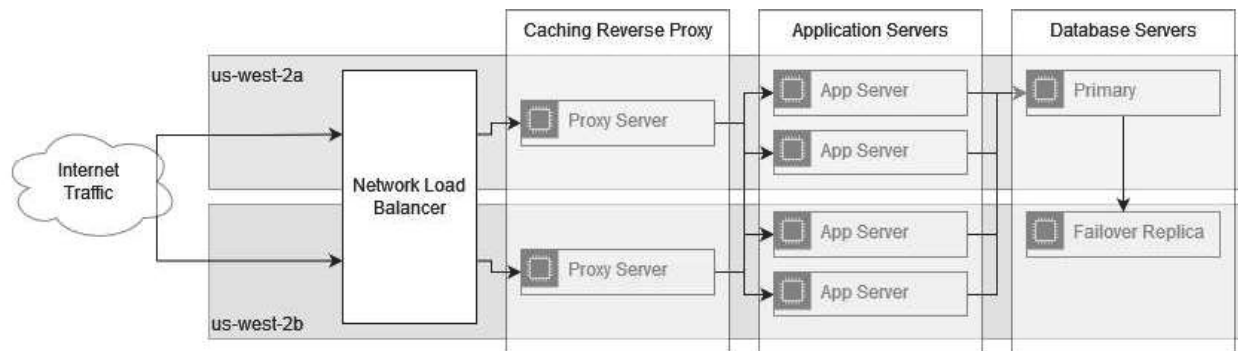 Caching Reverse Proxy
Application Servers
Database Servers
us-west-2a
App Server
Primary
Proxy Server
App Server
Internet
Traffic
Network Load
Balancer
App Server
Failover Replica
Proxy Server
App Server
us-west-2b